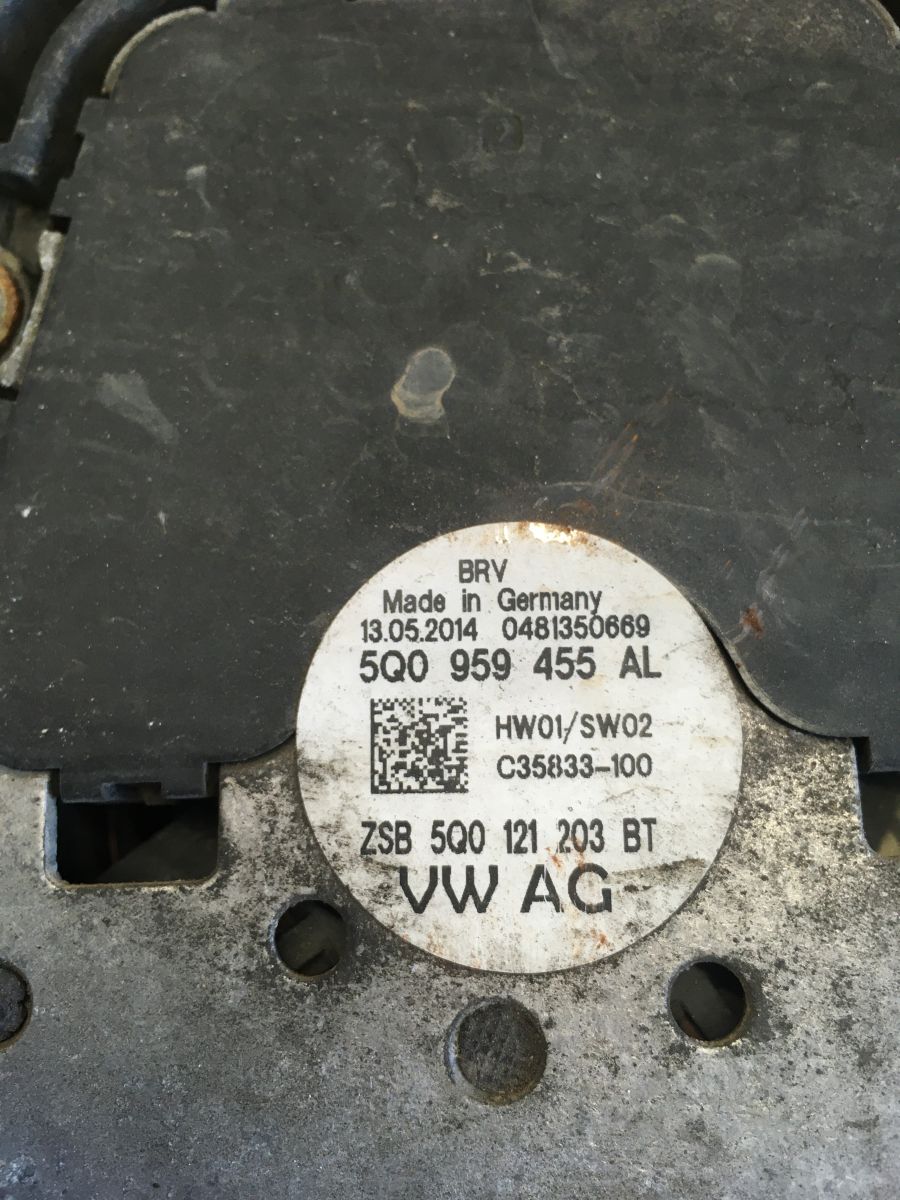 BRV
Made in Germany
13.05.2014 0481350669
5Q0 959 455 AL
HW01/SW02
C35833-100
ZSB 5Q0 121 203 BT
VW AG